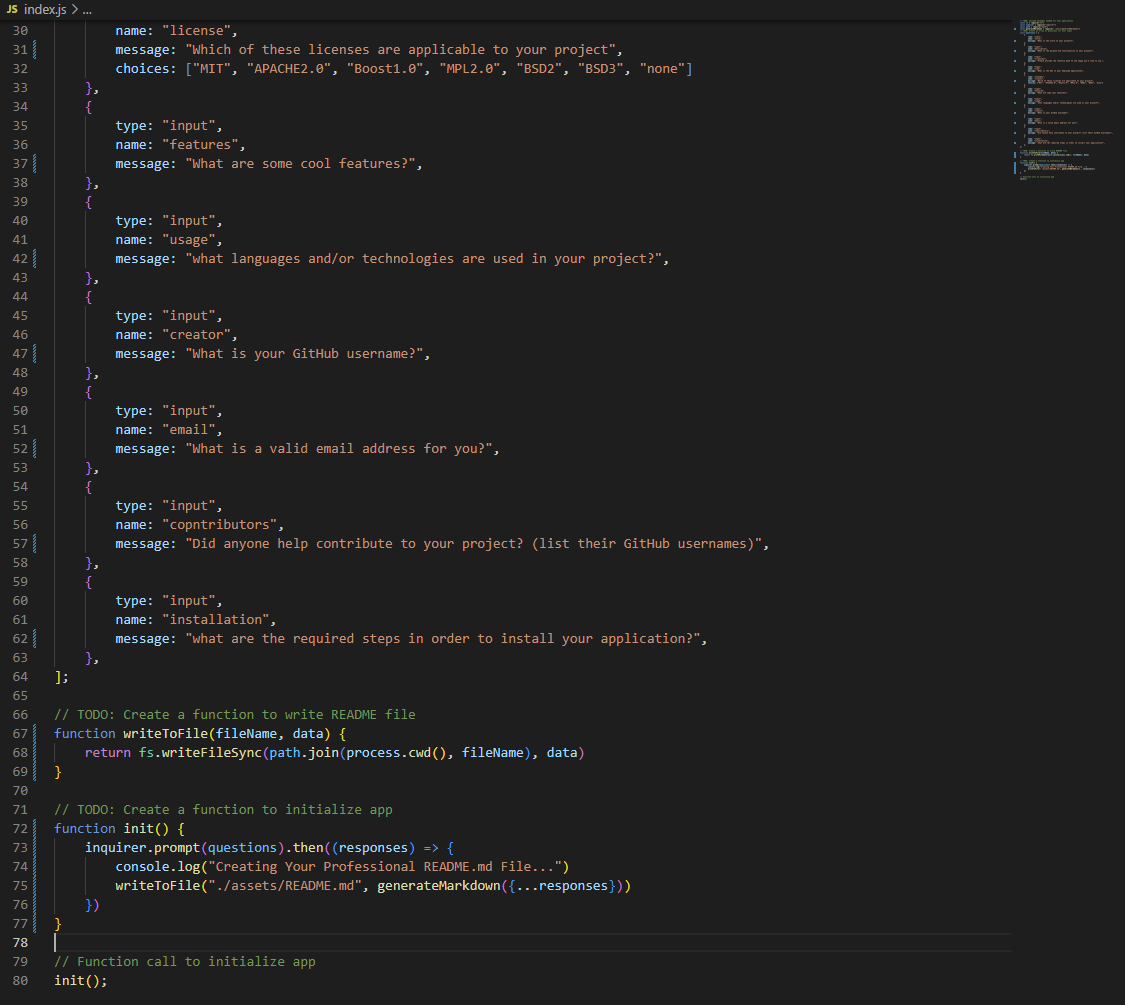 JS index.js > ...
30 name: "license",
31 message: "Which of these licenses are applicable to your project",
32 choices: ["MIT", "APACHE2.0", "Boost1.0", "MPL2.0", "BSD2", "BSD3", "none"]
33 },
34 {
35 type: "input",
36 name: "features",
37 message: "What are some cool features?",
38 },
39 {
40 type: "input",
41 name: "usage",
42 message: "what languages and/or technologies are used in your project?",
43 },
44 {
45 type: "input",
46 name: "creator",
47 message: "What is your GitHub username?",
48 },
49 {
50 type: "input",
51 name: "email",
52 message: "What is a valid email address for you?",
53 },
54 {
55 type: "input",
56 name: "copntributors",
57 message: "Did anyone help contribute to your project? (list their GitHub usernames)",
58 },
59 {
60 type: "input",
61 name: "installation",
62 message: "what are the required steps in order to install your application?",
63 },
64 ];
65
66 // TODO: Create a function to write README file
67 function writeToFile(fileName, data) {
68 return fs.writeFileSync(path.join(process.cwd(), fileName), data)
69 }
70
71 // TODO: Create a function to initialize app
72 function init() {
73 inquirer.prompt(questions).then((responses) => {
74 console.log("Creating Your Professional README.md File...")
75 writeToFile("./assets/README.md", generateMarkdown({...responses}))
76 })
77 }
78
79 // Function call to initialize app
80 init();